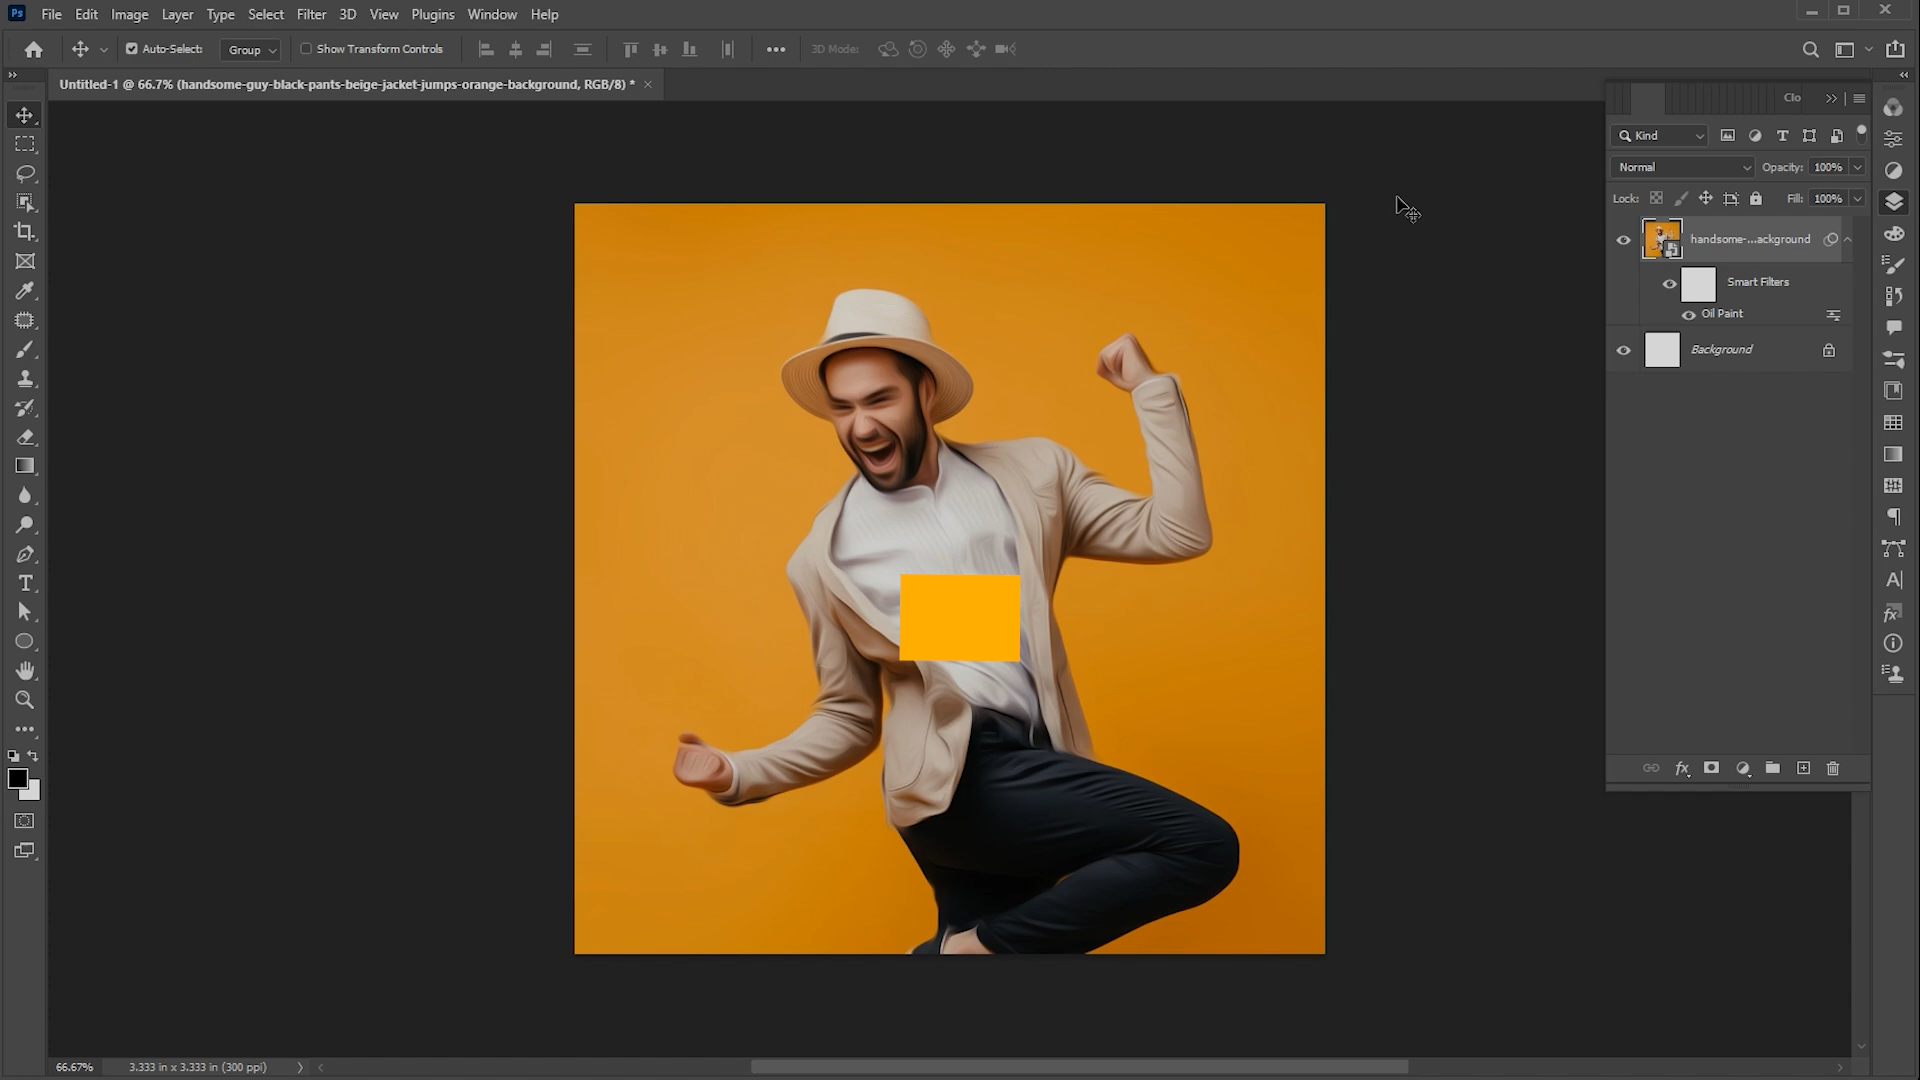 Ps File Edit Image Layer Type Select Filter 3D View Plugins Window Help
Auto-Select: Group Show Transform Controls 3D Mode:
Untitled-1 @ 66.7% (handsome-guy-black-pants-beige-jacket-jumps-orange-background, RGB/8) *
Clo
Kind
Normal Opacity: 100%
Lock: Fill: 100%
handsome-...ackground
Smart Filters
Oil Paint
Background
66.67% 3.333 in x 3.333 in (300 ppi)